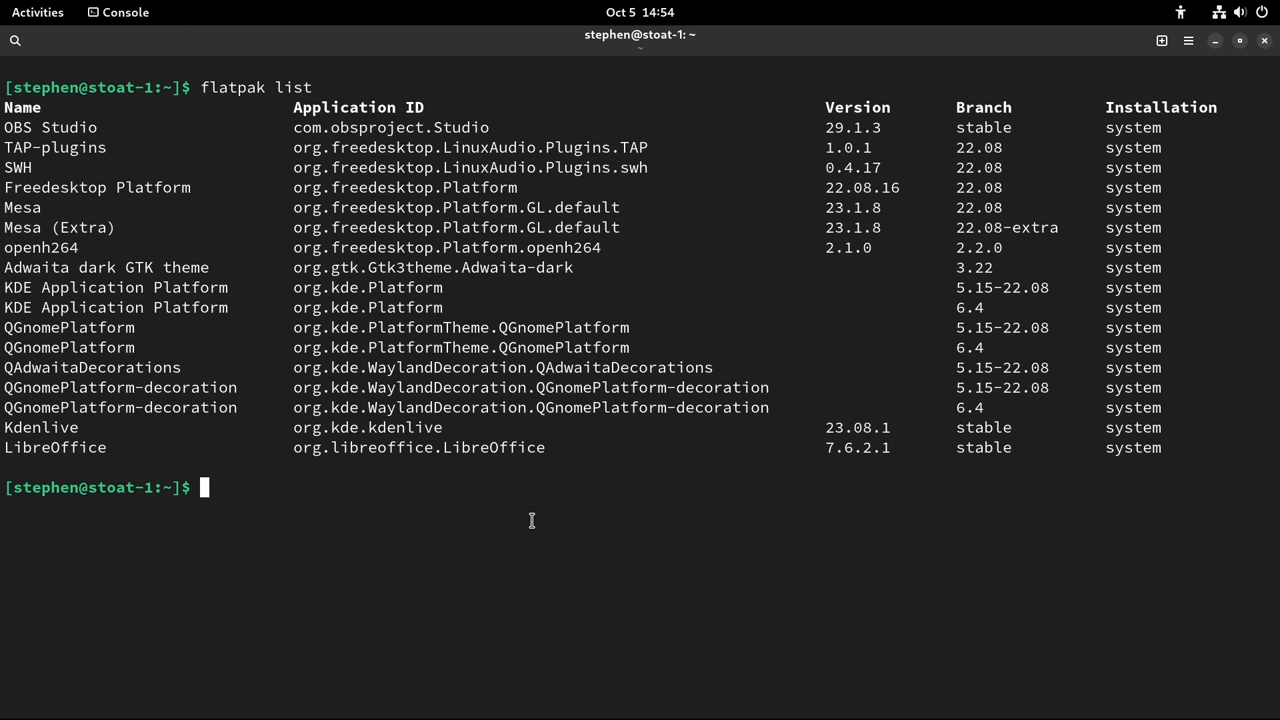 Activities Console Oct 5 14:54
stephen@stoat-1: ~
~
[stephen@stoat-1:~]$ flatpak list
Name Application ID Version Branch Installation
OBS Studio com.obsproject.Studio 29.1.3 stable system
TAP-plugins org.freedesktop.LinuxAudio.Plugins.TAP 1.0.1 22.08 system
SWH org.freedesktop.LinuxAudio.Plugins.swh 0.4.17 22.08 system
Freedesktop Platform org.freedesktop.Platform 22.08.16 22.08 system
Mesa org.freedesktop.Platform.GL.default 23.1.8 22.08 system
Mesa (Extra) org.freedesktop.Platform.GL.default 23.1.8 22.08-extra system
openh264 org.freedesktop.Platform.openh264 2.1.0 2.2.0 system
Adwaita dark GTK theme org.gtk.Gtk3theme.Adwaita-dark 3.22 system
KDE Application Platform org.kde.Platform 5.15-22.08 system
KDE Application Platform org.kde.Platform 6.4 system
QGnomePlatform org.kde.PlatformTheme.QGnomePlatform 5.15-22.08 system
QGnomePlatform org.kde.PlatformTheme.QGnomePlatform 6.4 system
QAdwaitaDecorations org.kde.WaylandDecoration.QAdwaitaDecorations 5.15-22.08 system
QGnomePlatform-decoration org.kde.WaylandDecoration.QGnomePlatform-decoration 5.15-22.08 system
QGnomePlatform-decoration org.kde.WaylandDecoration.QGnomePlatform-decoration 6.4 system
Kdenlive org.kde.kdenlive 23.08.1 stable system
LibreOffice org.libreoffice.LibreOffice 7.6.2.1 stable system
[stephen@stoat-1:~]$